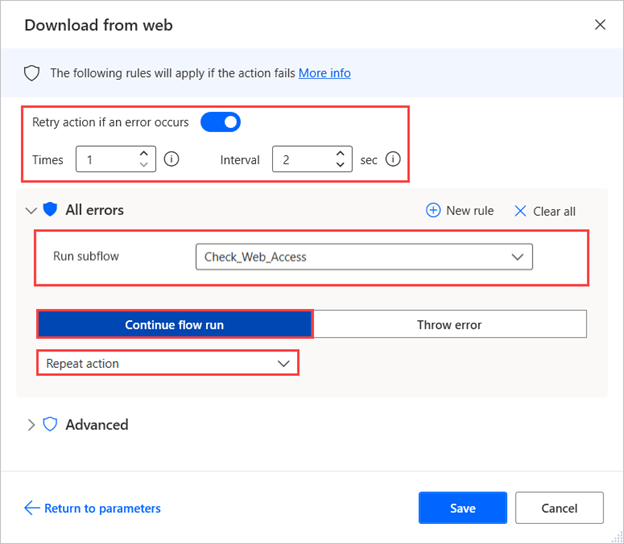 Download from web
The following rules will apply if the action fails More info
Retry action if an error occurs
Times 1 Interval 2 sec
All errors New rule Clear all
Run subflow Check_Web_Access
Continue flow run Throw error
Repeat action
Advanced
Return to parameters Save Cancel